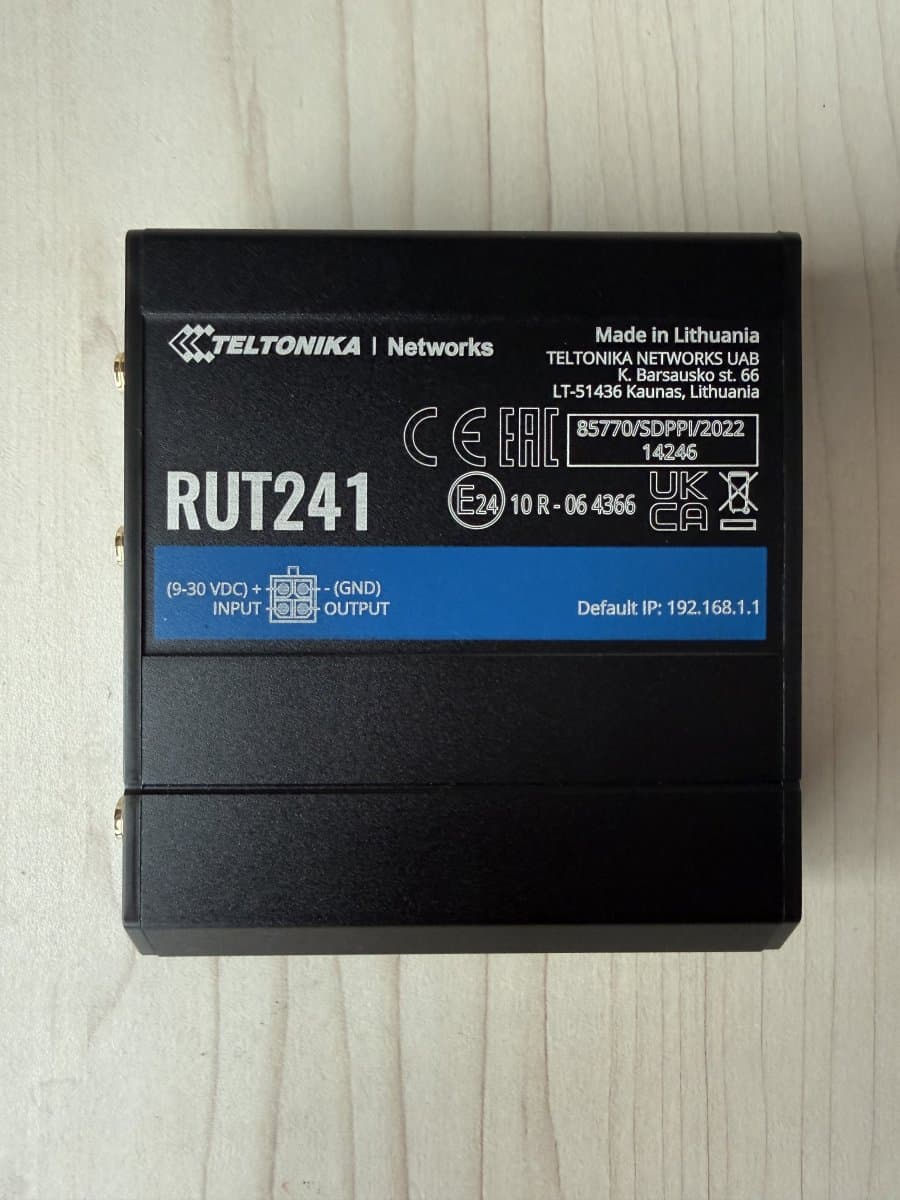 TELTONIKA | Networks
Made in Lithuania
TELTONIKA NETWORKS UAB
K. Barsausko st. 66
LT-51436 Kaunas, Lithuania
CE EAC 85770/SDPPI/2022
14246
RUT241
E24 10 R - 06 4366 UK
CA
(9-30 VDC) + - (GND)
INPUT - OUTPUT
Default IP: 192.168.1.1